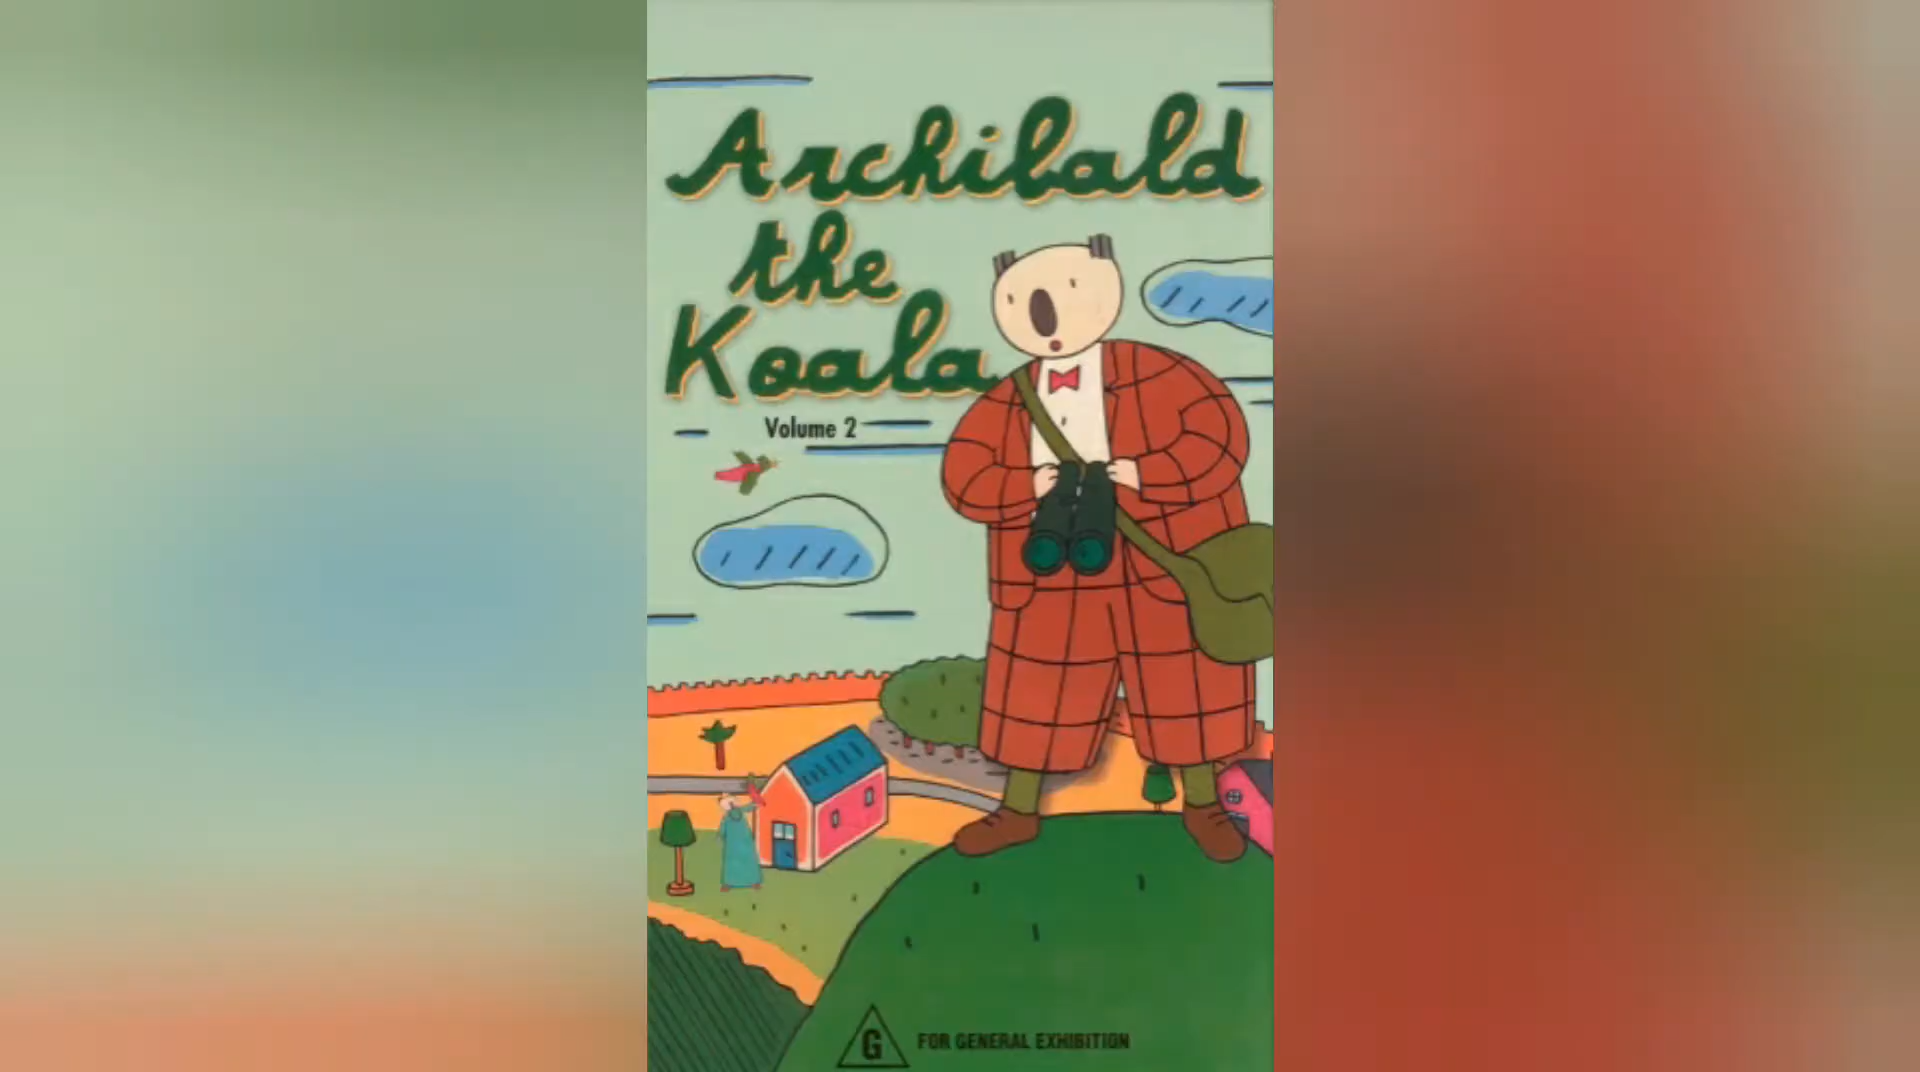 Archibald
the
Koala
Volume 2
G FOR GENERAL EXHIBITION